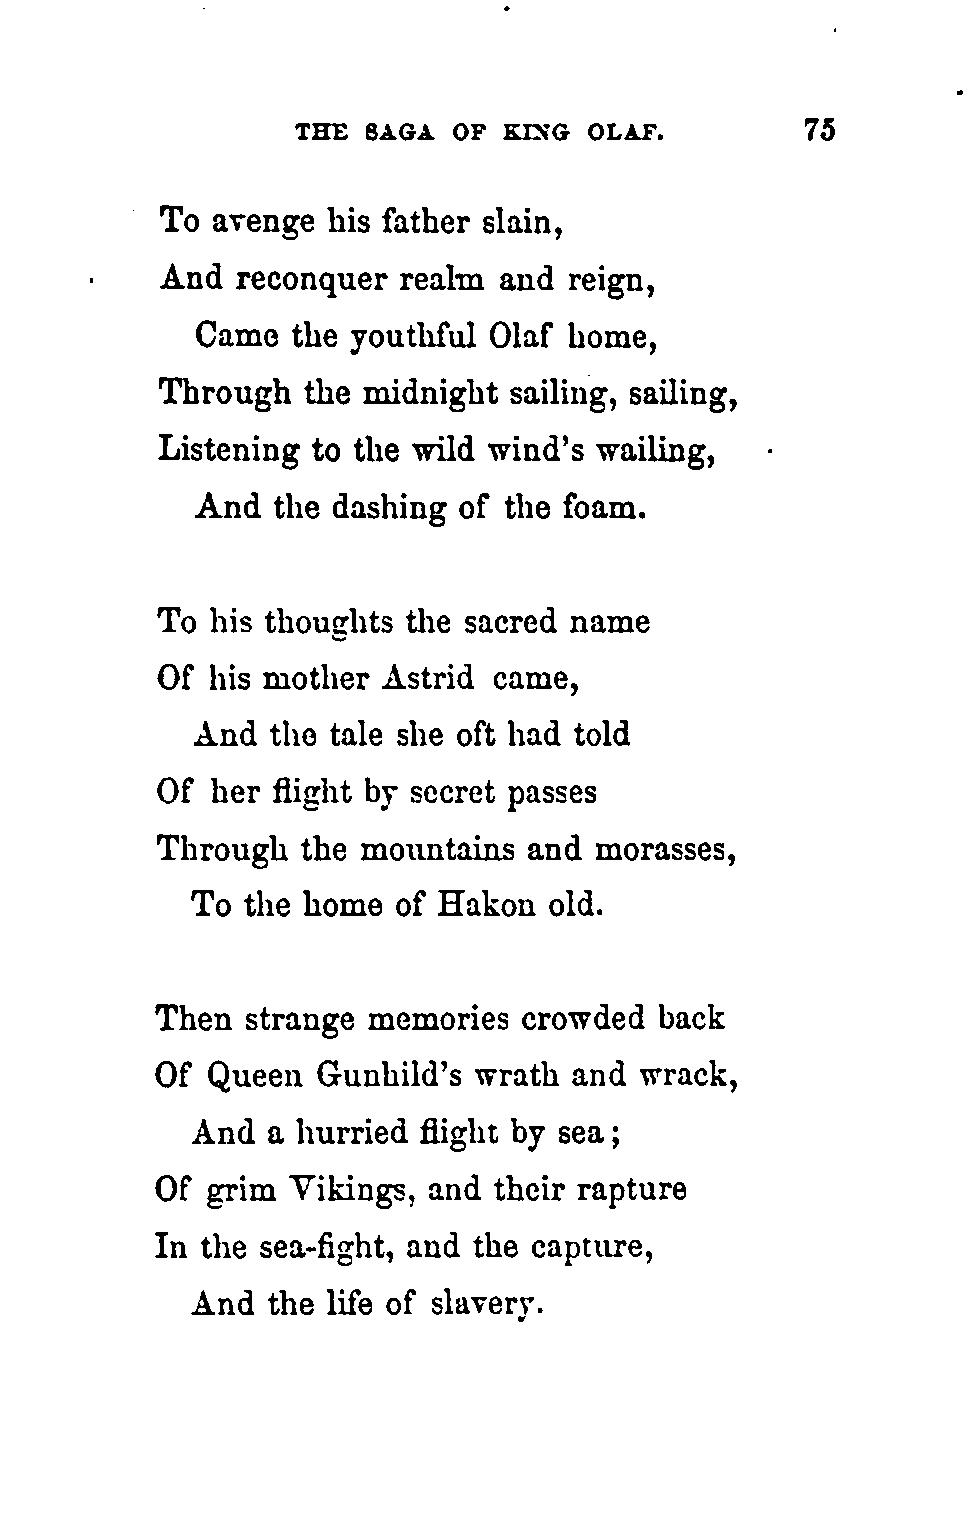 THE SAGA OF KING OLAF. 75
To avenge his father slain,
And reconquer realm and reign,
Came the youthful Olaf home,
Through the midnight sailing, sailing,
Listening to the wild wind's wailing,
And the dashing of the foam.
To his thoughts the sacred name
Of his mother Astrid came,
And the tale she oft had told
Of her flight by secret passes
Through the mountains and morasses,
To the home of Hakon old.
Then strange memories crowded back
Of Queen Gunhild's wrath and wrack,
And a hurried flight by sea;
Of grim Vikings, and their rapture
In the sea-fight, and the capture,
And the life of slavery.